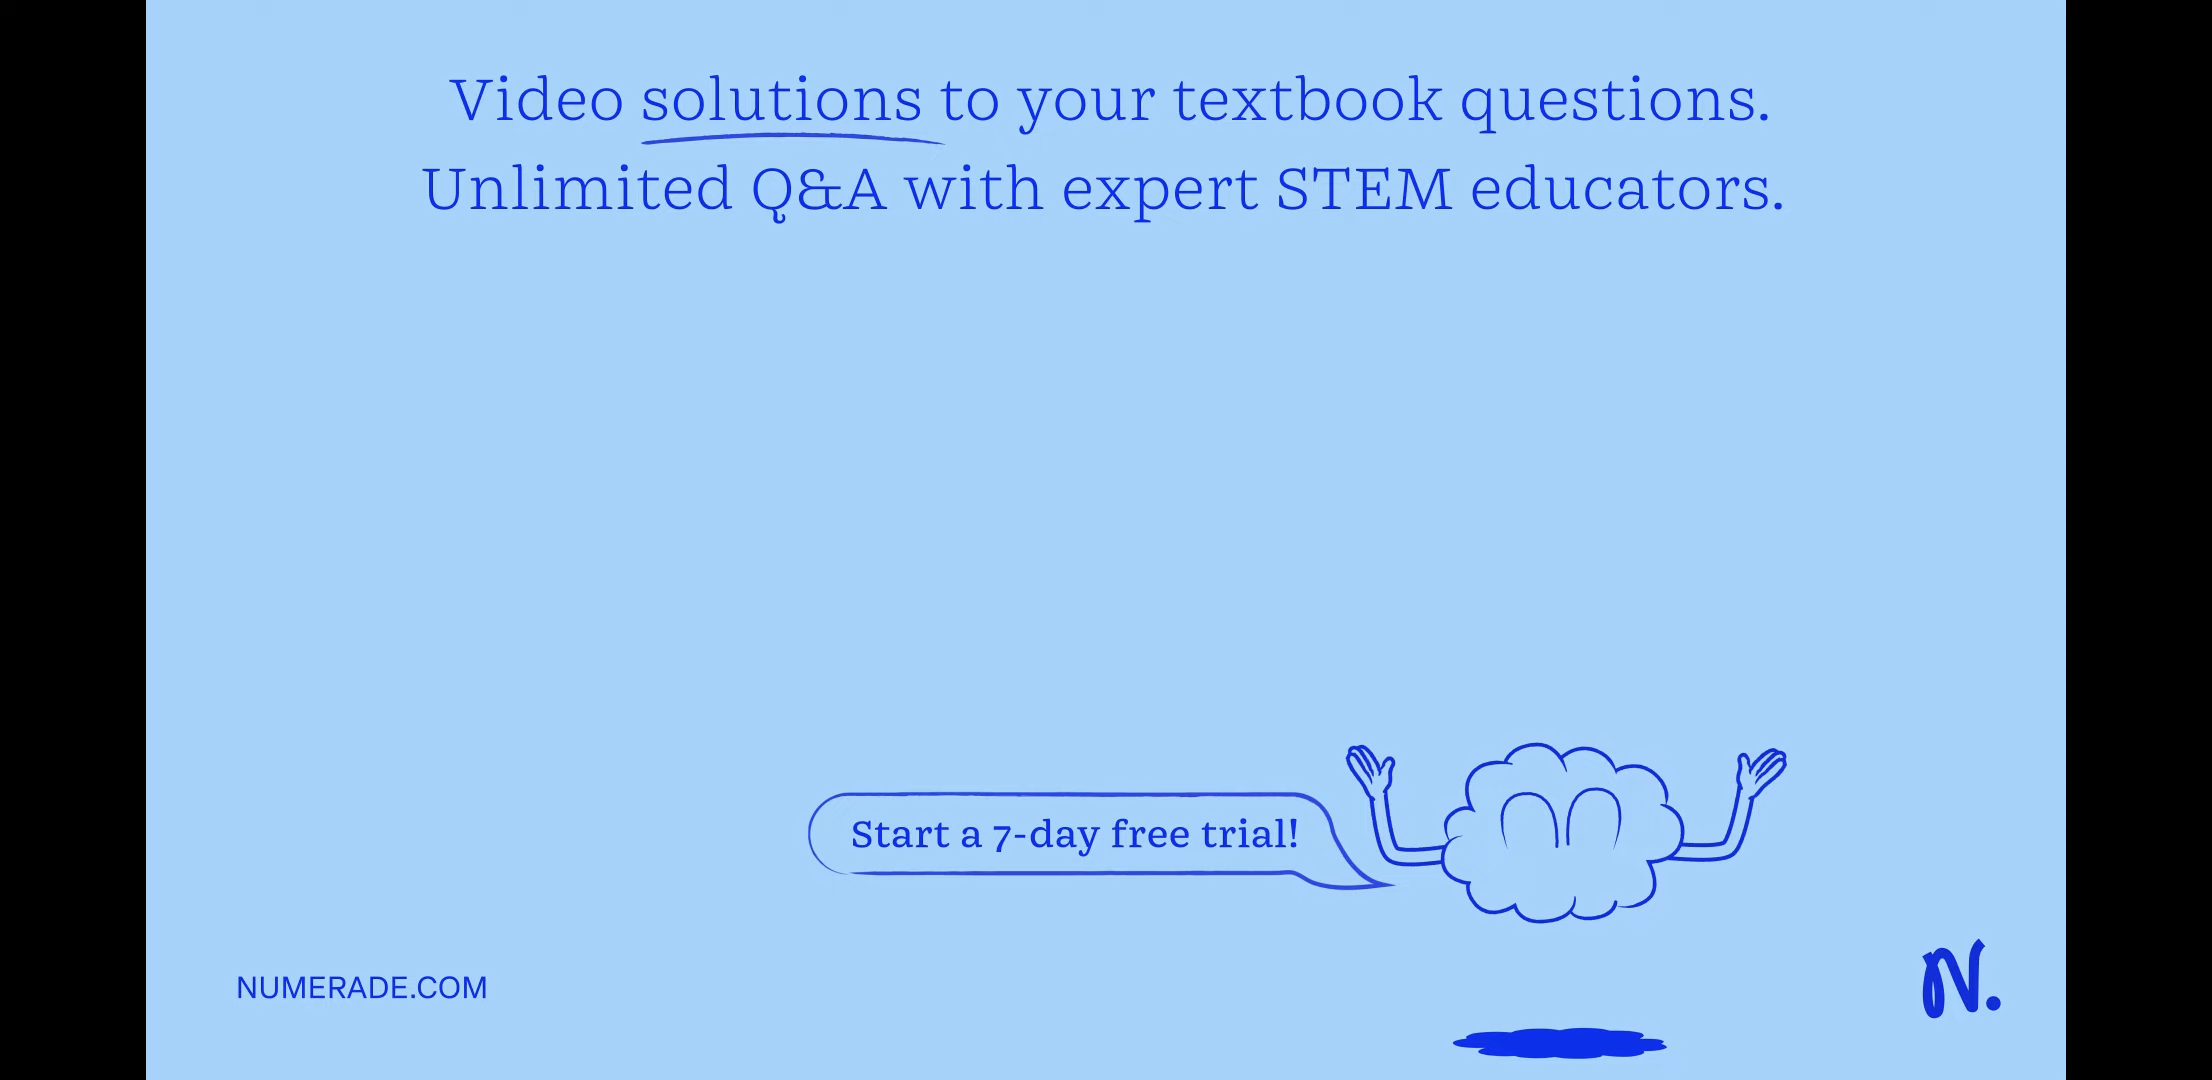 Video solutions to your textbook questions.
Unlimited Q&A with expert STEM educators.
Start a 7-day free trial!
NUMERADE.COM
N.